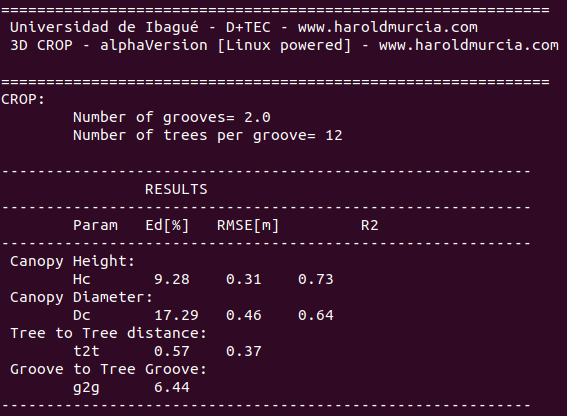 =============================================================
Universidad de Ibagué - D+TEC - www.haroldmurcia.com
3D CROP - alphaVersion [Linux powered] - www.haroldmurcia.com
=============================================================
CROP:
Number of grooves= 2.0
Number of trees per groove= 12
-----------------------------------------------------------
RESULTS
-----------------------------------------------------------
Param Ed[%] RMSE[m] R2
-----------------------------------------------------------
Canopy Height:
Hc 9.28 0.31 0.73
Canopy Diameter:
Dc 17.29 0.46 0.64
Tree to Tree distance:
t2t 0.57 0.37
Groove to Tree Groove:
g2g 6.44
-----------------------------------------------------------